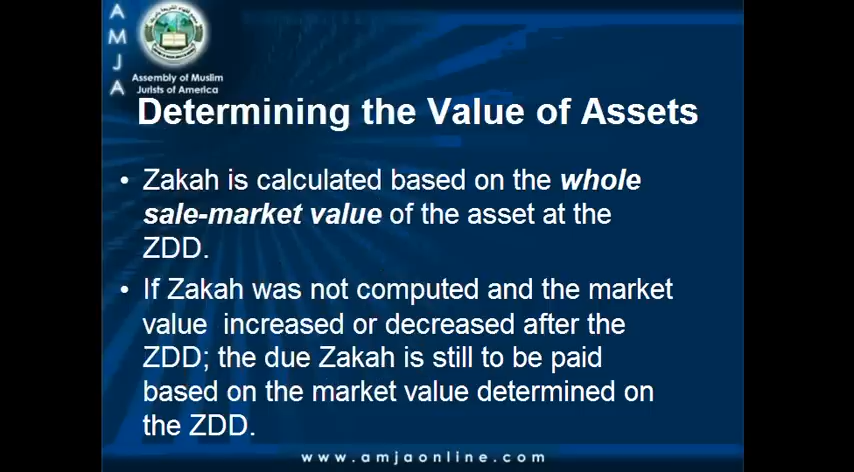 A
M
J
A
Assembly of Muslim
Jurists of America
Determining the Value of Assets
• Zakah is calculated based on the whole
sale-market value of the asset at the
ZDD.
• If Zakah was not computed and the market
value increased or decreased after the
ZDD; the due Zakah is still to be paid
based on the market value determined on
the ZDD.
www.amjaonline.com